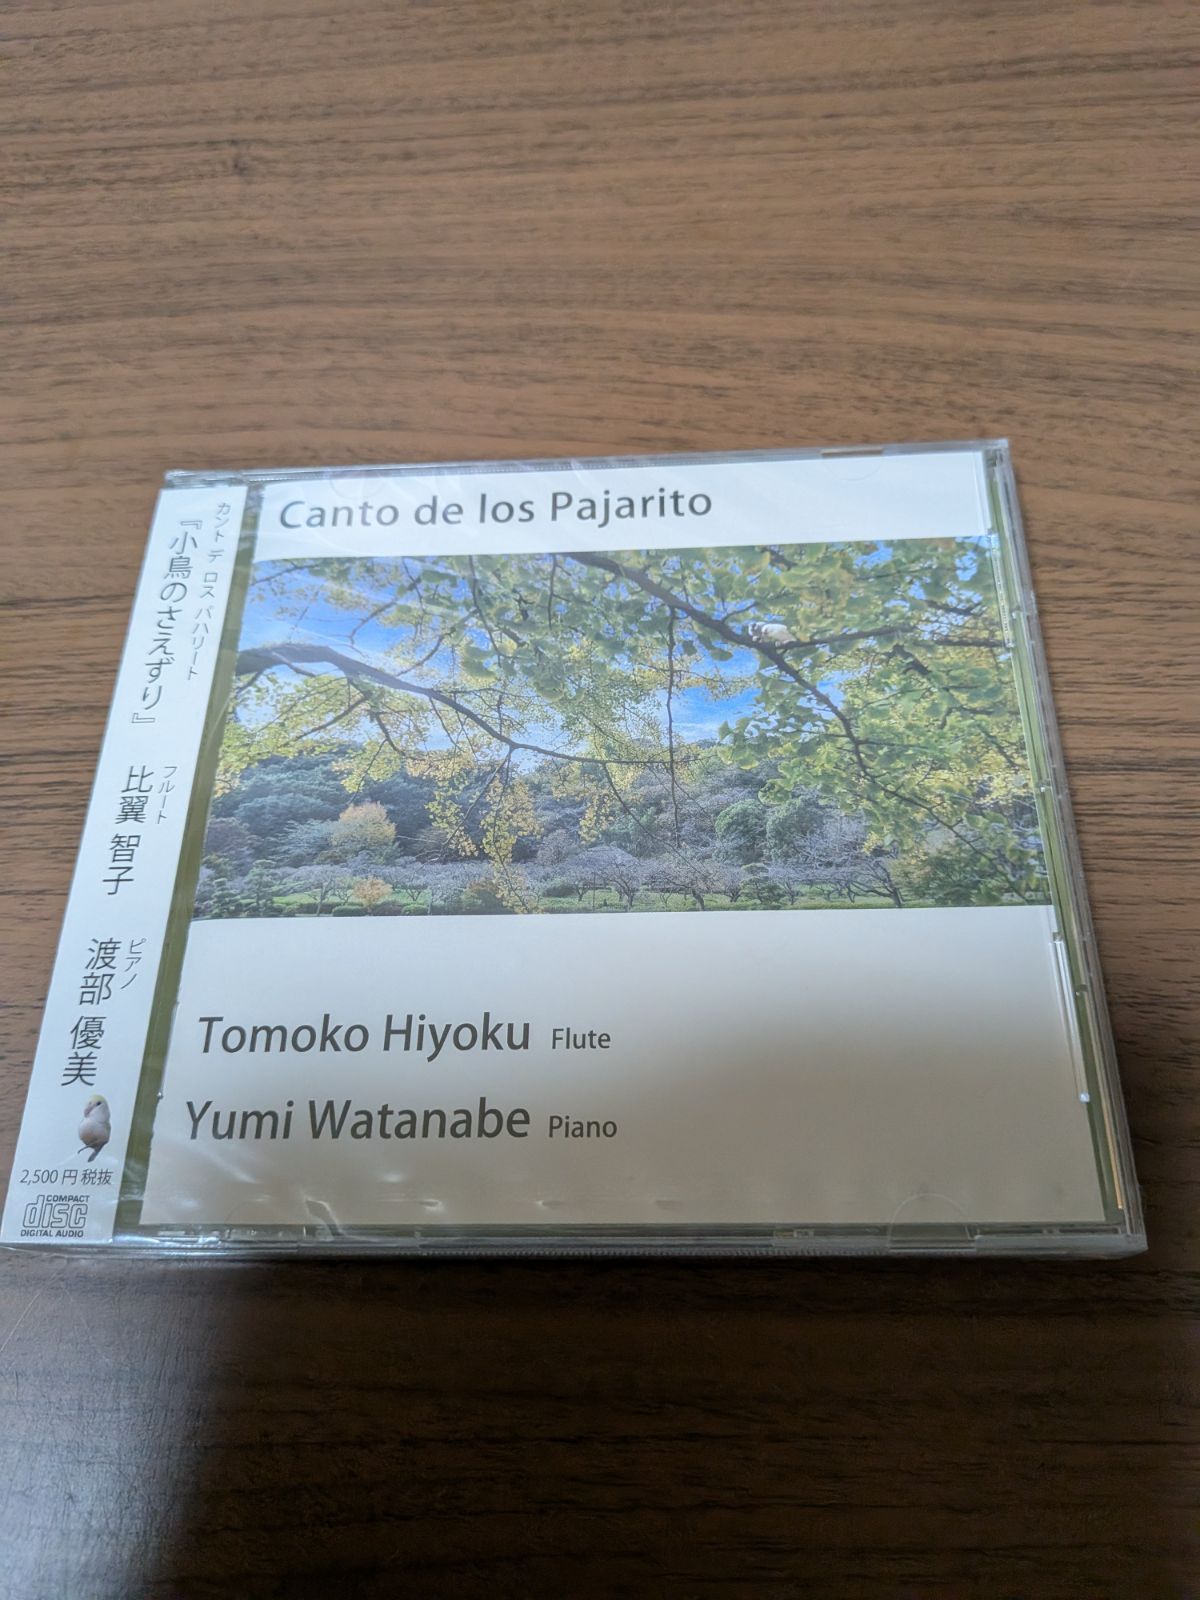 Canto de los Pajarito
Tomoko Hiyoku Flute
Yumi Watanabe Piano
カント デ ロス パハリート
『小鳥のさえずり』
フルート
比翼 智子
ピアノ
渡部 優美
2,500円 税抜
COMPACT
disc
DIGITAL AUDIO